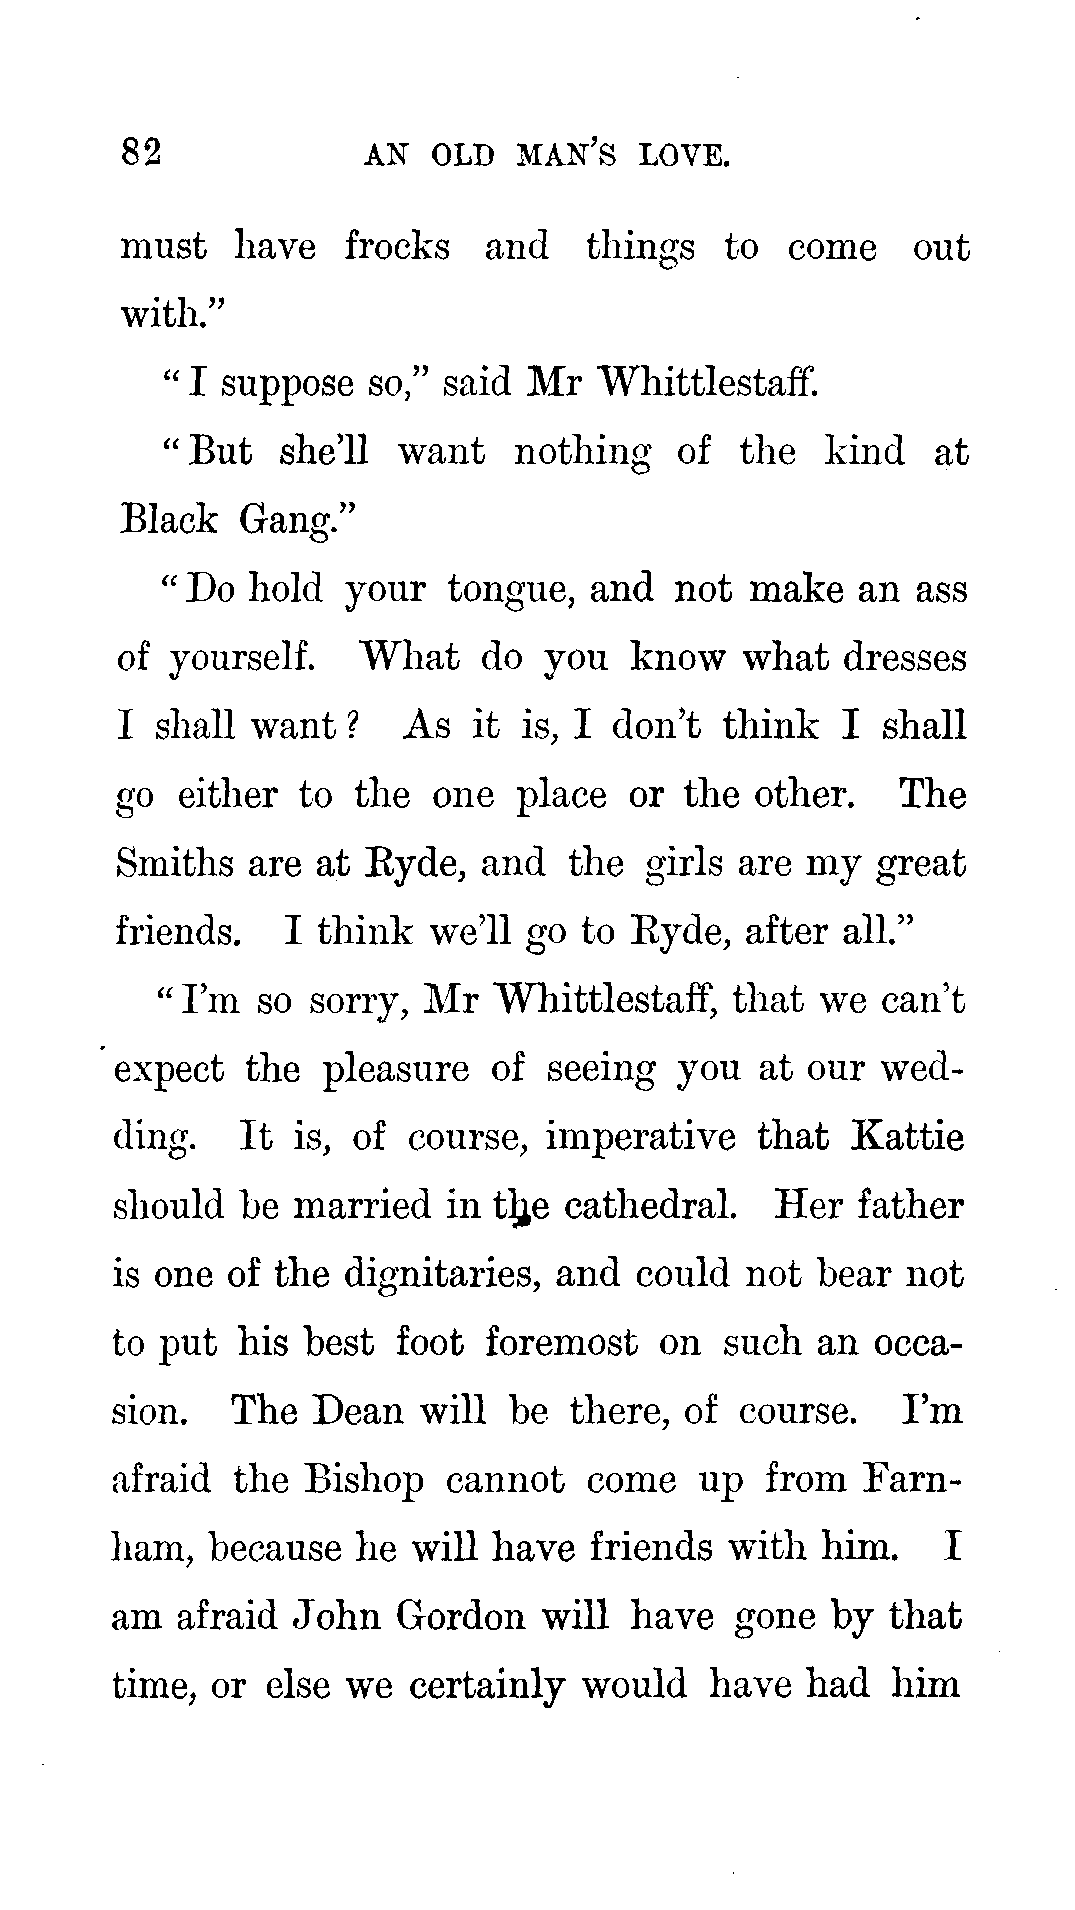 82 AN OLD MAN'S LOVE.
must have frocks and things to come out
with.”
“I suppose so,” said Mr Whittlestaff.
“But she'll want nothing of the kind at
Black Gang.”
“Do hold your tongue, and not make an ass
of yourself. What do you know what dresses
I shall want? As it is, I don't think I shall
go either to the one place or the other. The
Smiths are at Ryde, and the girls are my great
friends. I think we'll go to Ryde, after all.”
“I'm so sorry, Mr Whittlestaff, that we can't
expect the pleasure of seeing you at our wed-
ding. It is, of course, imperative that Kattie
should be married in the cathedral. Her father
is one of the dignitaries, and could not bear not
to put his best foot foremost on such an occa-
sion. The Dean will be there, of course. I'm
afraid the Bishop cannot come up from Farn-
ham, because he will have friends with him. I
am afraid John Gordon will have gone by that
time, or else we certainly would have had him